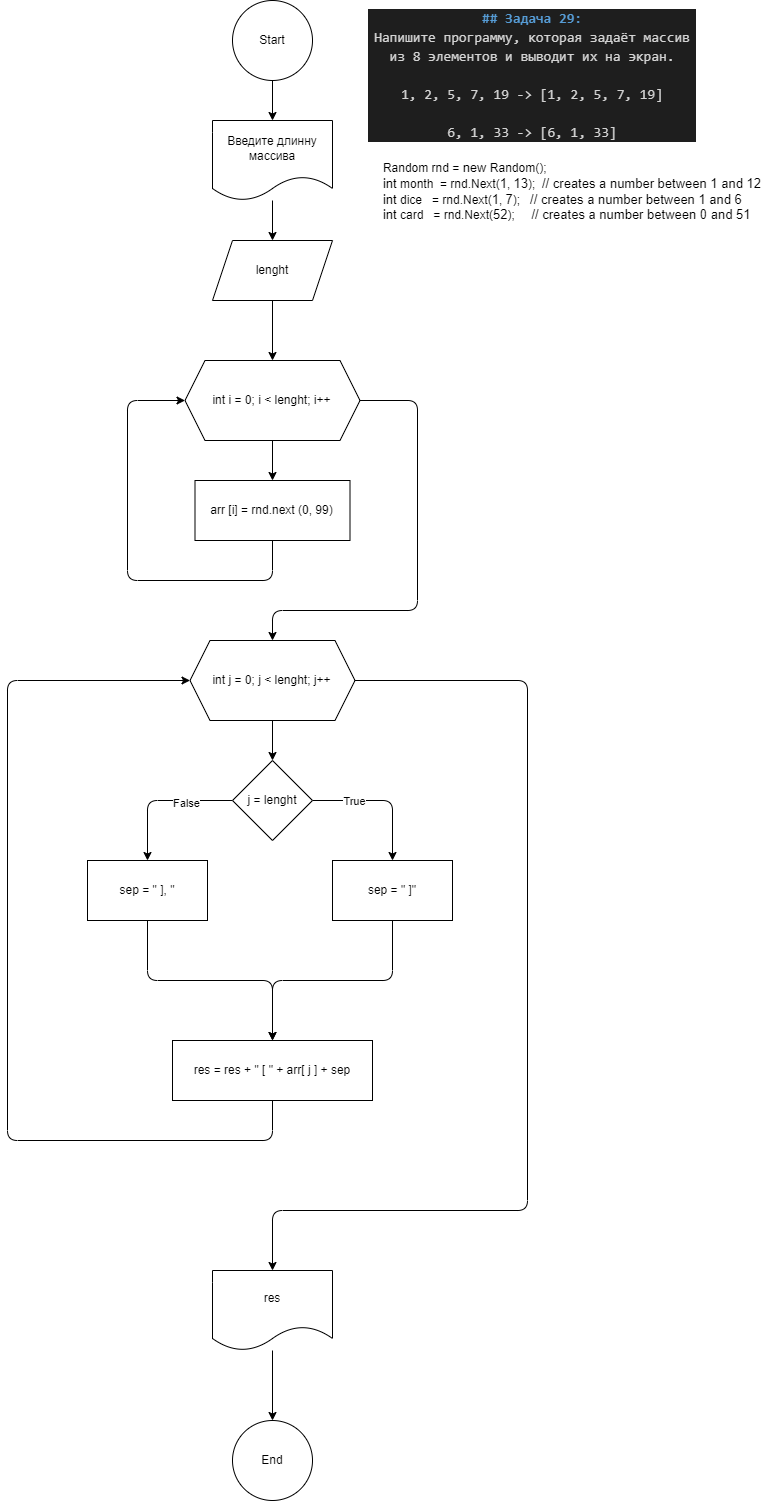 Start
## Задача 29:
Напишите программу, которая задаёт массив
из 8 элементов и выводит их на экран.
1, 2, 5, 7, 19 -> [1, 2, 5, 7, 19]
6, 1, 33 -> [6, 1, 33]
Random rnd = new Random();
int month  = rnd.Next(1, 13);  // creates a number between 1 and 12
int dice   = rnd.Next(1, 7);   // creates a number between 1 and 6
int card   = rnd.Next(52);     // creates a number between 0 and 51
Введите длинну
массива
lenght
int i = 0; i < lenght; i++
arr [i] = rnd.next (0, 99)
int j = 0; j < lenght; j++
j = lenght
False
True
sep = " ], "
sep = " ]"
res = res + " [ " + arr[ j ] + sep
res
End